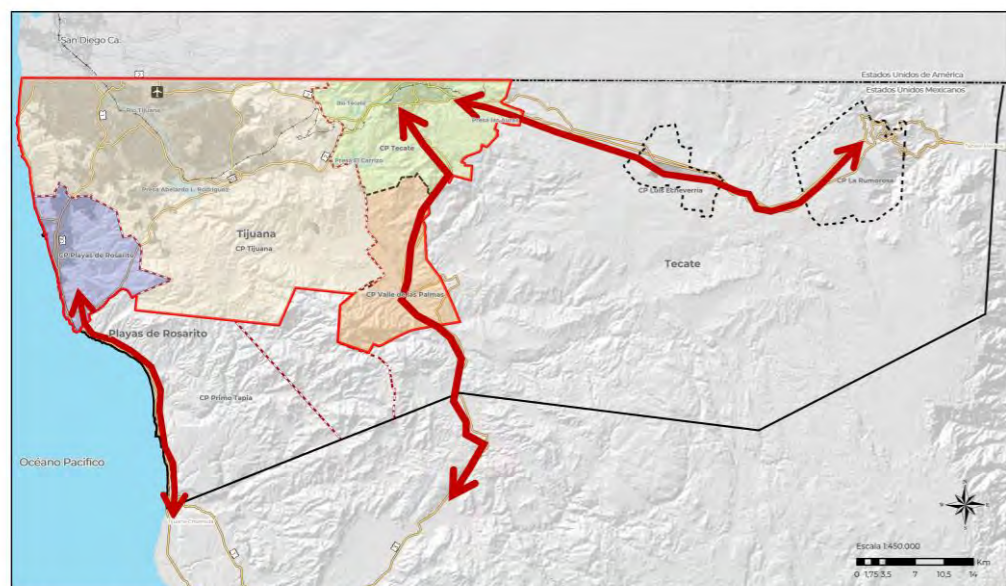 San Diego Ca.
Estados Unidos de América
Estados Unidos Mexicanos
Río Tijuana
Río Tecate
CP Tecate
Presa El Carrizo
Presa Abelardo L. Rodríguez
CP Luis Echeverría
CP La Rumorosa
Tijuana
CP Tijuana
CP Playas de Rosarito
Tecate
CP Valle de las Palmas
Playas de Rosarito
CP Primo Tapia
Océano Pacífico
Escala 1:450.000
Km
0 1,75 3,5 7 10,5 14